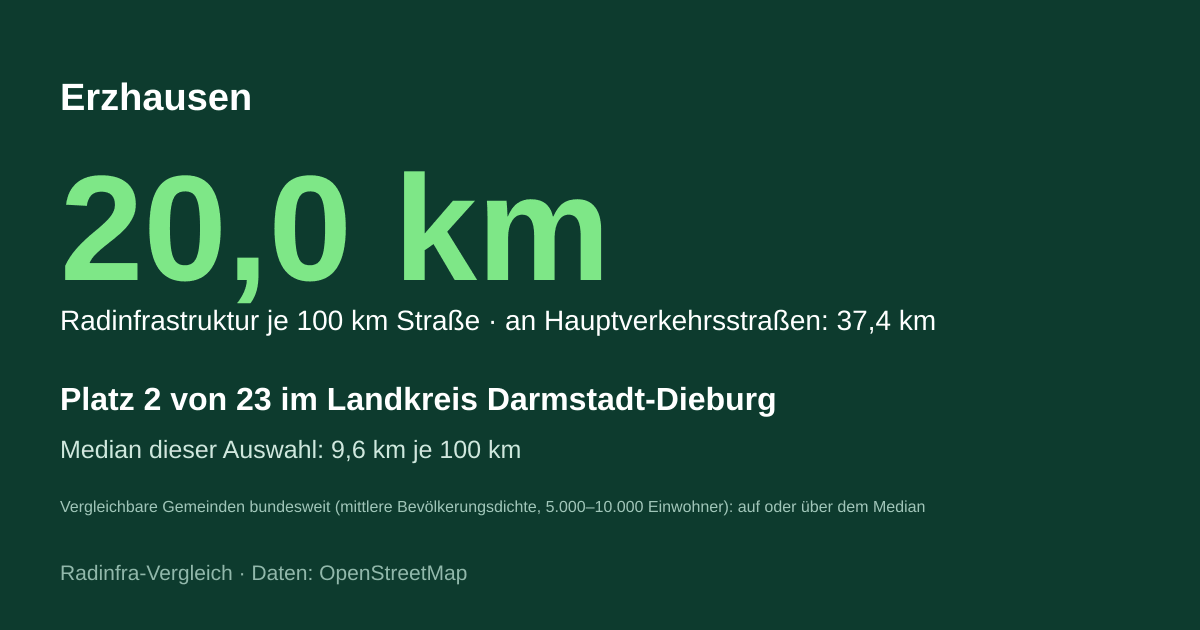 Erzhausen
20,0 km
Radinfrastruktur je 100 km Straße · an Hauptverkehrsstraßen: 37,4 km
Platz 2 von 23 im Landkreis Darmstadt-Dieburg
Median dieser Auswahl: 9,6 km je 100 km
Vergleichbare Gemeinden bundesweit (mittlere Bevölkerungsdichte, 5.000–10.000 Einwohner): auf oder über dem Median
Radinfra-Vergleich · Daten: OpenStreetMap